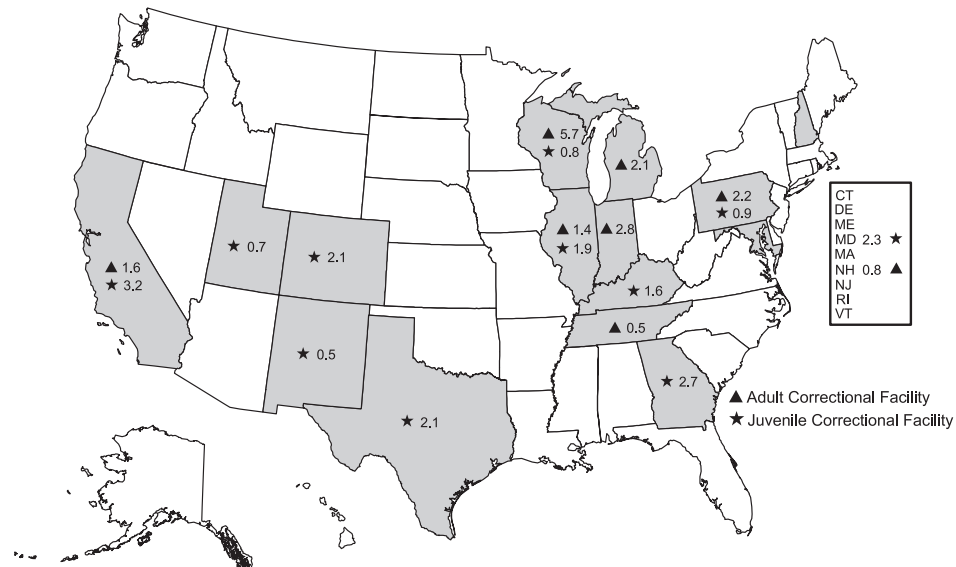 ▲ 5.7
★ 0.8
▲ 2.1
▲ 2.2
★ 0.9
CT
DE
ME
MD 2.3 ★
MA
NH 0.8 ▲
NJ
RI
VT
▲ 1.4
★ 1.9
▲ 2.8
★ 0.7
★ 2.1
▲ 1.6
★ 3.2
★ 1.6
▲ 0.5
★ 0.5
★ 2.7
★ 2.1
▲ Adult Correctional Facility
★ Juvenile Correctional Facility